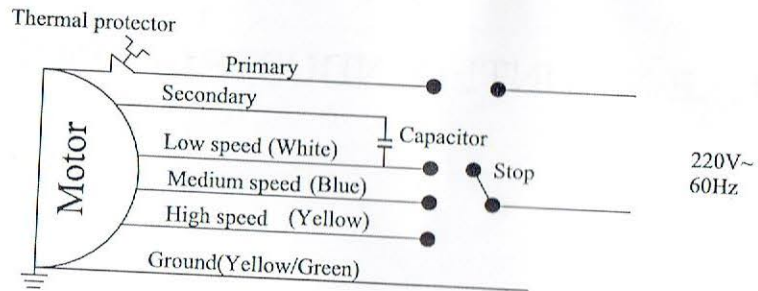 Thermal protector
Primary
Secondary
Capacitor
Low speed (White)
Stop
Medium speed (Blue)
High speed (Yellow)
Ground(Yellow/Green)
Motor
220V~
60Hz